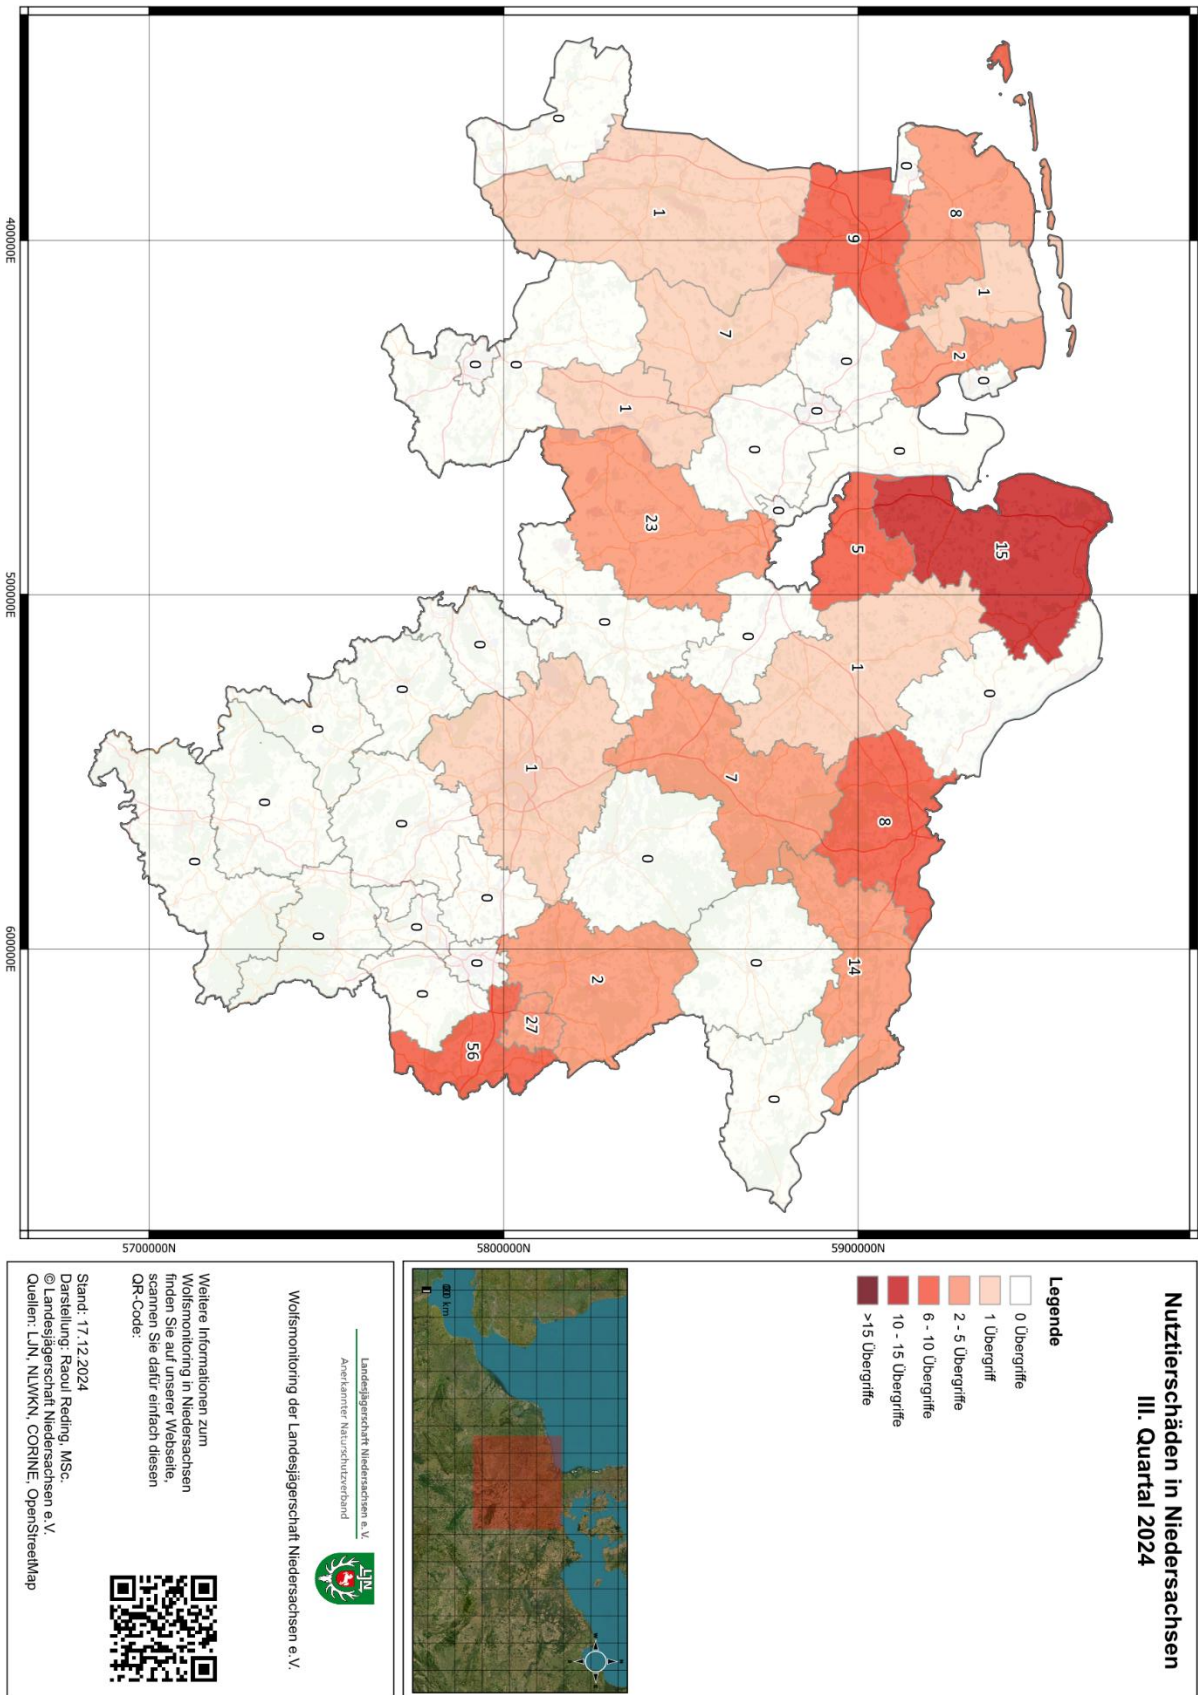 Nutztierschäden in Niedersachsen
III. Quartal 2024
Legende
0 Übergriffe
1 Übergriff
2 - 5 Übergriffe
6 - 10 Übergriffe
10 - 15 Übergriffe
>15 Übergriffe
0
8
1
2
0
0
9
0
0
0
1
7
1
0
0
0
0
0
15
5
23
0
0
1
0
0
0
1
7
8
0
0
0
0
0
0
0
14
0
2
27
56
0
0
0
0
0
400000E
500000E
600000E
5700000N
5800000N
5900000N
Landesjägerschaft Niedersachsen e. V.
Anerkannter Naturschutzverband
LJN
Wolfsmonitoring der Landesjägerschaft Niedersachsen e.V.
Weitere Informationen zum
Wolfsmonitoring in Niedersachsen
finden Sie auf unserer Webseite,
scannen Sie dafür einfach diesen
QR-Code:
Stand: 17.12.2024
Darstellung: Raoul Reding, MSc.
© Landesjägerschaft Niedersachsen e.V.
Quellen: LJN, NLWKN, CORINE, OpenStreetMap